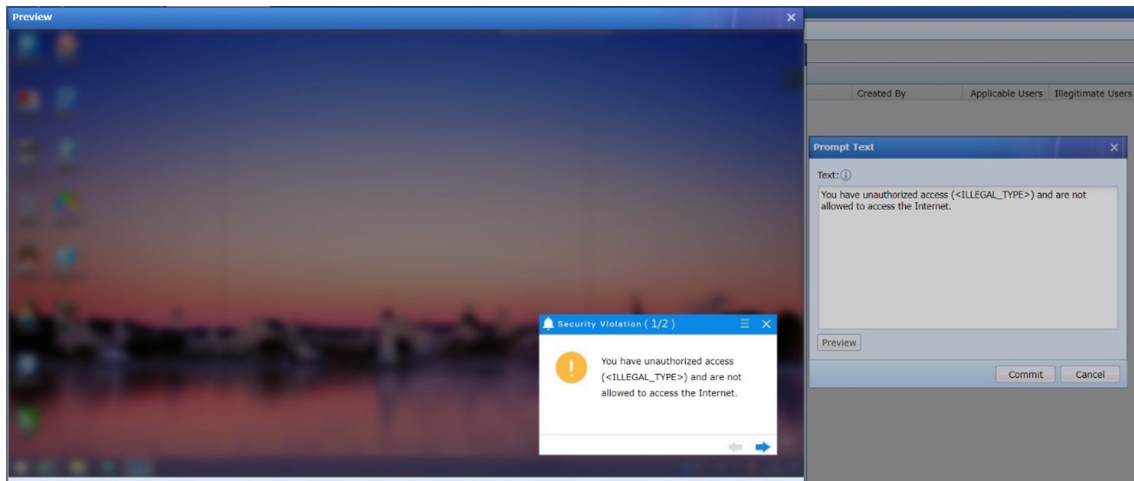 Preview
Created By Applicable Users Illegitimate Users
Prompt Text
Text:
You have unauthorized access (<ILLEGAL_TYPE>) and are not
allowed to access the Internet.
Preview
Commit Cancel
Security Violation ( 1/2 )
You have unauthorized access
(<ILLEGAL_TYPE>) and are not
allowed to access the Internet.